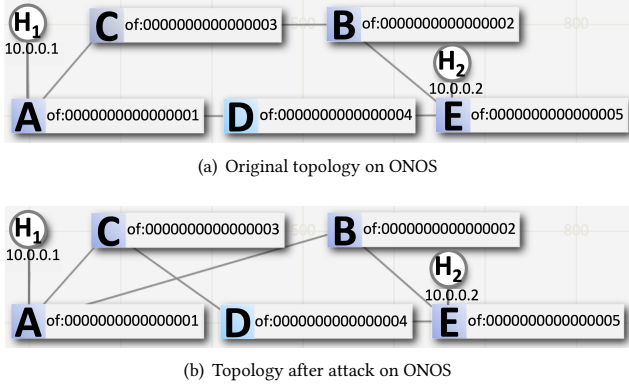 H1 C of:0000000000000003 B of:0000000000000002
10.0.0.1 H2
10.0.0.2
A of:0000000000000001 D of:0000000000000004 E of:0000000000000005
(a) Original topology on ONOS
H1 C of:0000000000000003 B of:0000000000000002
10.0.0.1 H2
10.0.0.2
A of:0000000000000001 D of:0000000000000004 E of:0000000000000005
(b) Topology after attack on ONOS